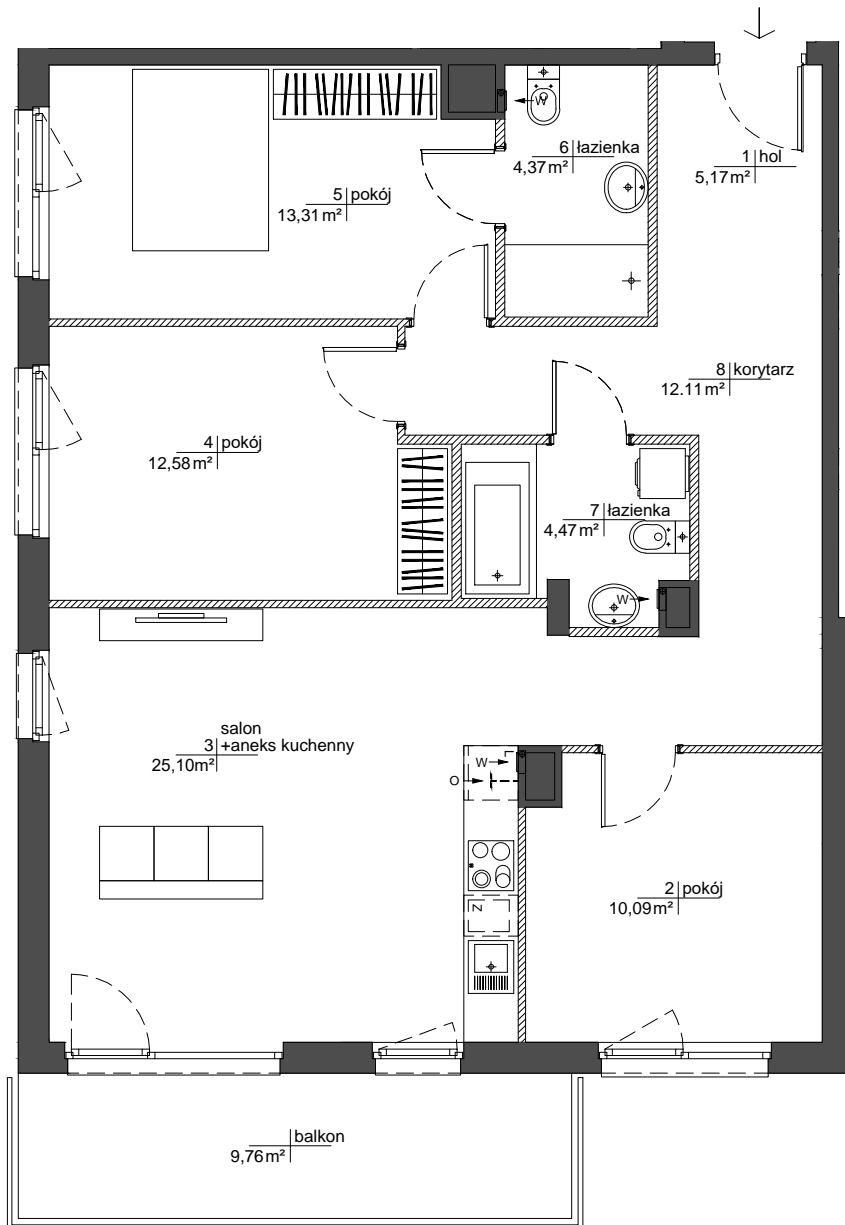 W
6 łazienka
4,37 m²
1 hol
5,17 m²
5 pokój
13,31 m²
8 korytarz
12.11 m²
4 pokój
12,58 m²
7 łazienka
4,47 m²
W
salon
3 +aneks kuchenny
25,10 m²
W
O
2 pokój
10,09 m²
N
balkon
9,76 m²